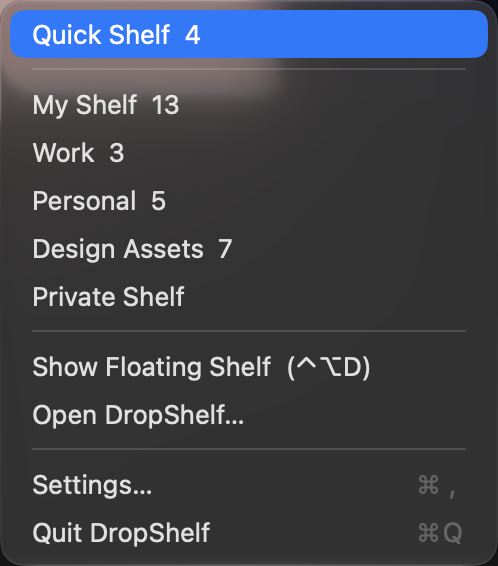 Quick Shelf 4
My Shelf 13
Work 3
Personal 5
Design Assets 7
Private Shelf
Show Floating Shelf (^⌥D)
Open DropShelf...
Settings... ⌘ ,
Quit DropShelf ⌘Q